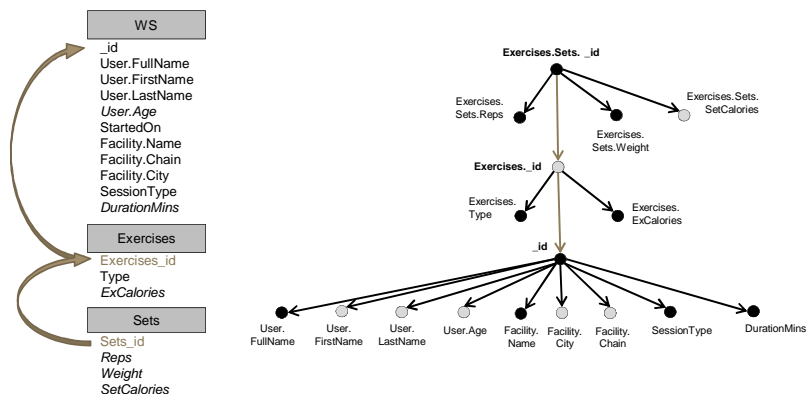 WS
_id
User.FullName
User.FirstName
User.LastName
User.Age
StartedOn
Facility.Name
Facility.Chain
Facility.City
SessionType
DurationMins
Exercises
Exercises_id
Type
ExCalories
Sets
Sets_id
Reps
Weight
SetCalories
Exercises.Sets. _id
Exercises.
Sets.Reps
Exercises.
Sets.Weight
Exercises.Sets.
SetCalories
Exercises._id
Exercises.
Type
Exercises.
ExCalories
_id
User.
FullName
User.
FirstName
User.
LastName
User.Age
Facility.
Name
Facility.
City
Facility.
Chain
SessionType
DurationMins